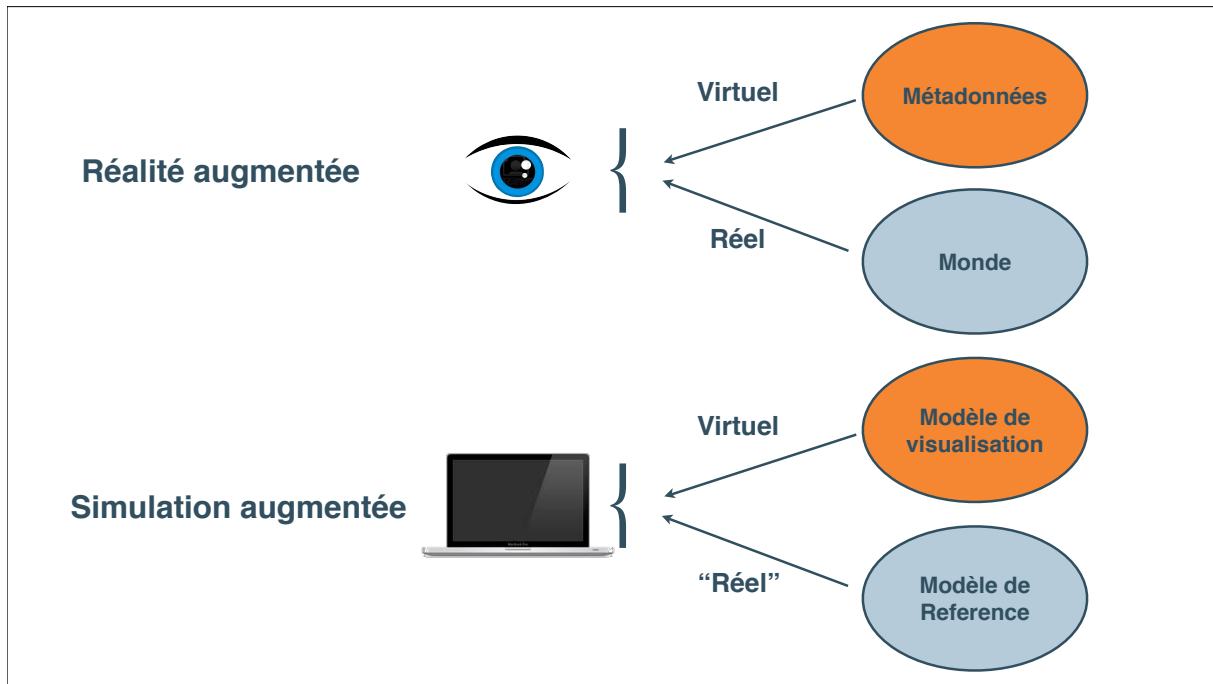 Virtuel
Métadonnées
Réalité augmentée
Réel
Monde
Virtuel
Modèle de
visualisation
Simulation augmentée
“Réel”
Modèle de
Reference